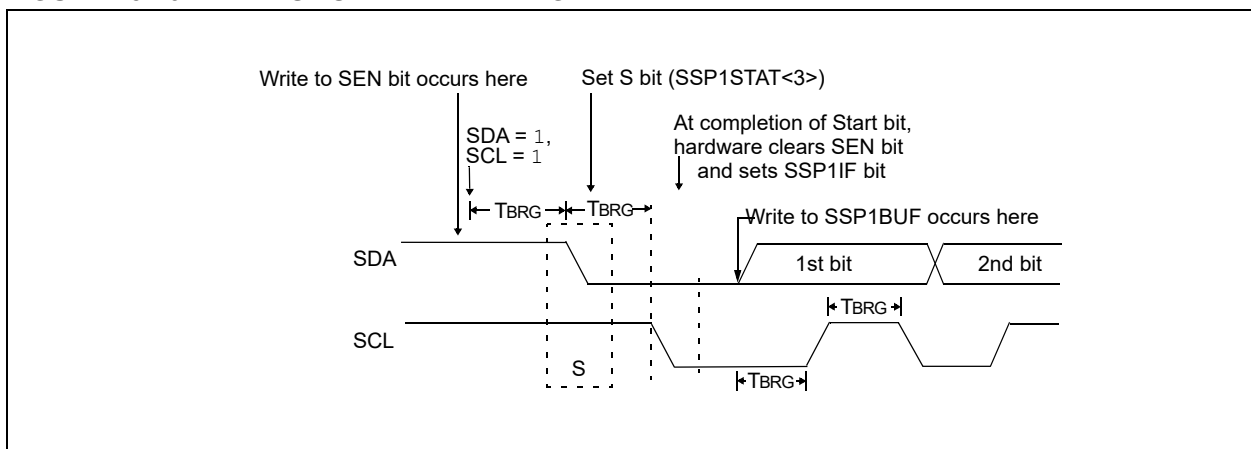 Write to SEN bit occurs here
Set S bit (SSP1STAT<3>)
SDA = 1,
SCL = 1
At completion of Start bit,
hardware clears SEN bit
and sets SSP1IF bit
TBRG
TBRG
Write to SSP1BUF occurs here
SDA
1st bit
2nd bit
TBRG
SCL
S
TBRG